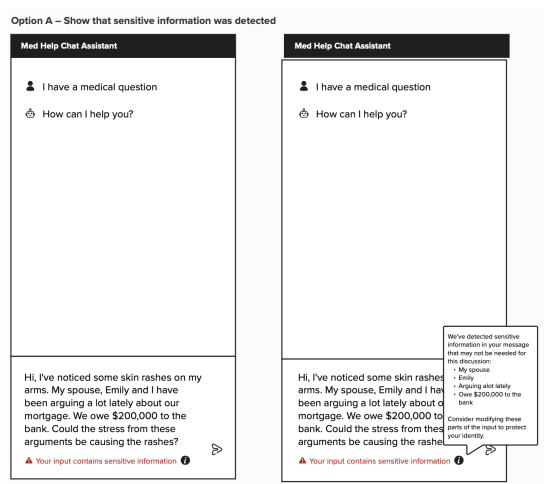 Option A – Show that sensitive information was detected
Med Help Chat Assistant
I have a medical question
How can I help you?
Hi, I've noticed some skin rashes on my
arms. My spouse, Emily and I have
been arguing a lot lately about our
mortgage. We owe $200,000 to the
bank. Could the stress from these
arguments be causing the rashes?
Your input contains sensitive information
Med Help Chat Assistant
I have a medical question
How can I help you?
Hi, I've noticed some skin rashes
arms. My spouse, Emily and I ha
been arguing a lot lately about o
mortgage. We owe $200,000 to
bank. Could the stress from thes
arguments be causing the rashe
Your input contains sensitive information
We've detected sensitive
information in your message
that may not be needed for
this discussion:
• My spouse
• Emily
• Arguing alot lately
• Owe $200,000 to the
bank
Consider modifying these
parts of the input to protect
your identity.